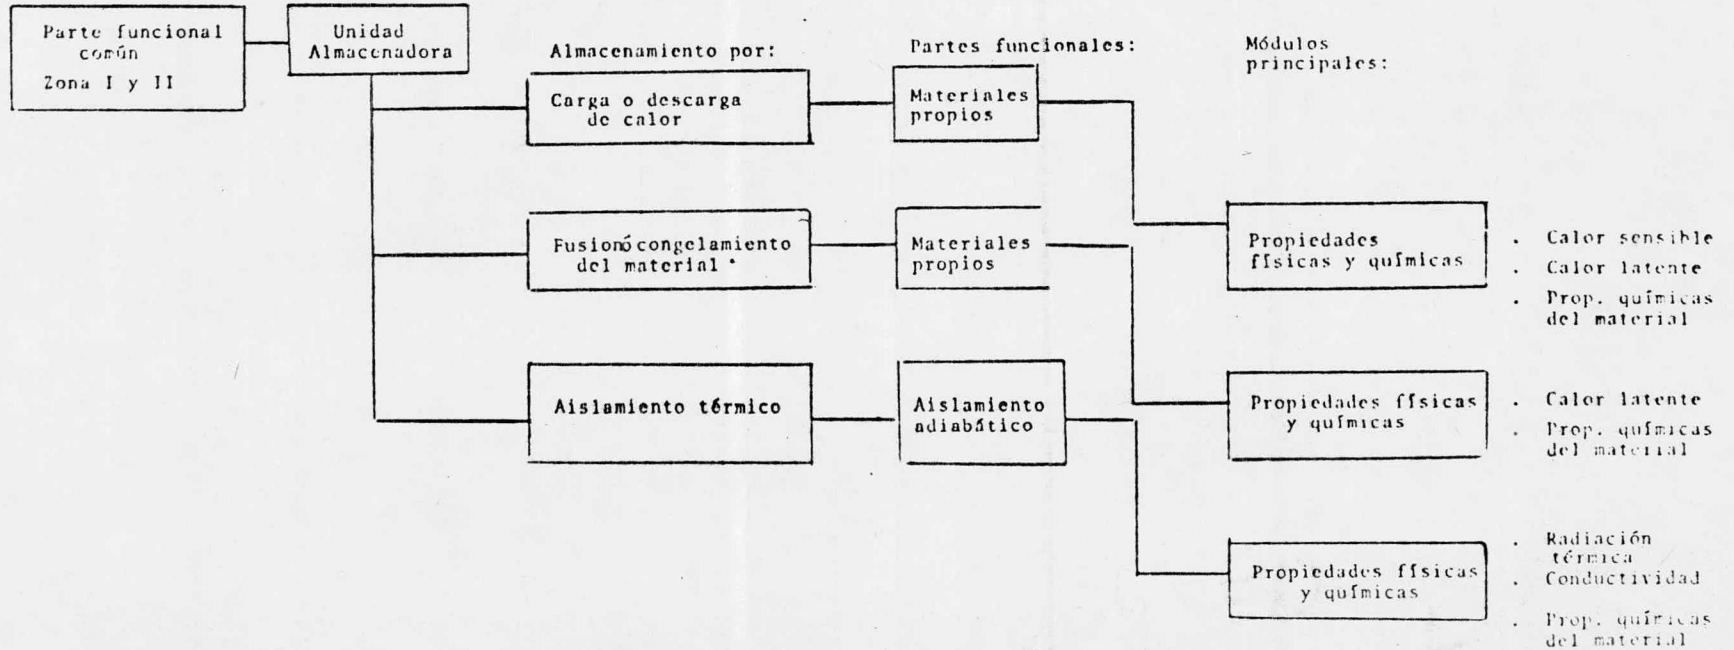 Parte funcional
común
Zona I y II
Unidad
Almacenadora
Almacenamiento por:
Partes funcionales:
Módulos
principales:
Carga o descarga
de calor
Materiales
propios
Fusionó congelamiento
del material
Materiales
propios
Propiedades
físicas y químicas
. Calor sensible
. Calor latente
. Prop. químicas
del material
Aislamiento térmico
Aislamiento
adiabático
Propiedades físicas
y químicas
. Calor latente
. Prop. químicas
del material
Propiedades físicas
y químicas
. Radiación
térmica
. Conductividad
. Prop. químicas
del material